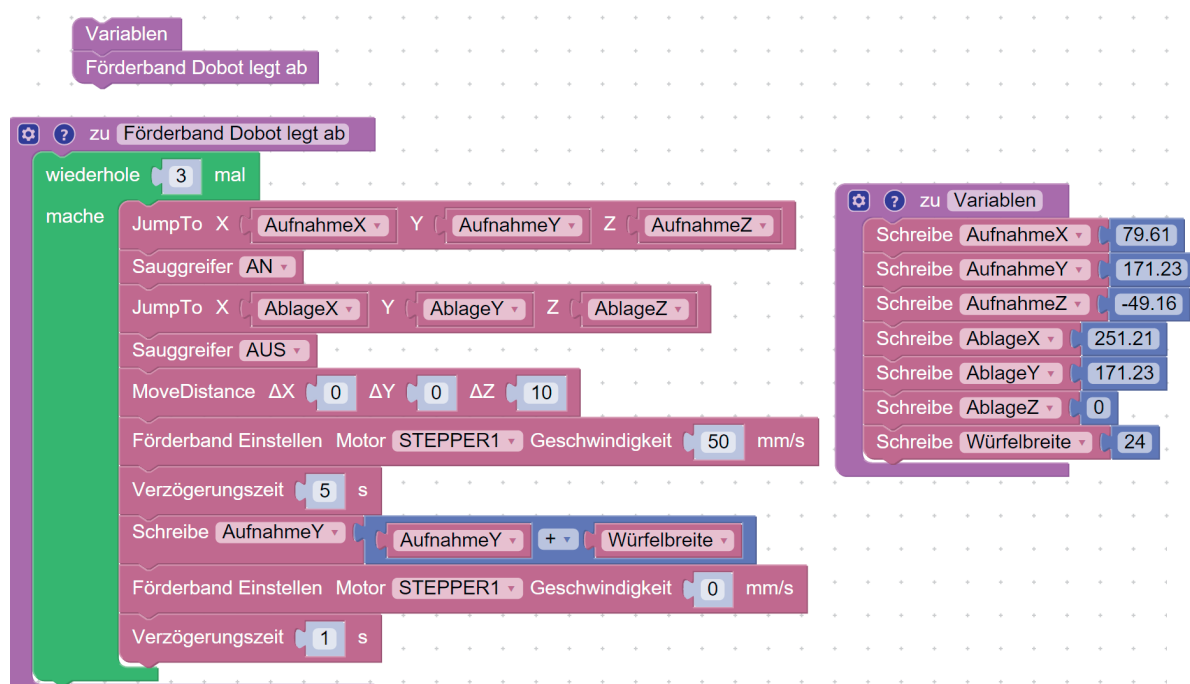 Variablen
Förderband Dobot legt ab
? zu Förderband Dobot legt ab
wiederhole 3 mal
mache
JumpTo X AufnahmeX Y AufnahmeY Z AufnahmeZ
Sauggreifer AN
JumpTo X AblageX Y AblageY Z AblageZ
Sauggreifer AUS
MoveDistance ΔX 0 ΔY 0 ΔZ 10
Förderband Einstellen Motor STEPPER1 Geschwindigkeit 50 mm/s
Verzögerungszeit 5 s
Schreibe AufnahmeY AufnahmeY + Würfelbreite
Förderband Einstellen Motor STEPPER1 Geschwindigkeit 0 mm/s
Verzögerungszeit 1 s
? zu Variablen
Schreibe AufnahmeX 79.61
Schreibe AufnahmeY 171.23
Schreibe AufnahmeZ -49.16
Schreibe AblageX 251.21
Schreibe AblageY 171.23
Schreibe AblageZ 0
Schreibe Würfelbreite 24